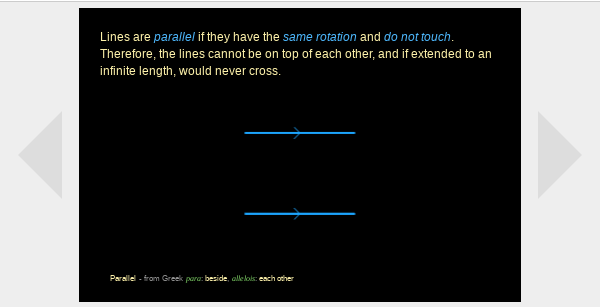 Lines are parallel if they have the same rotation and do not touch.
Therefore, the lines cannot be on top of each other, and if extended to an
infinite length, would never cross.
Parallel - from Greek para: beside, allelois: each other